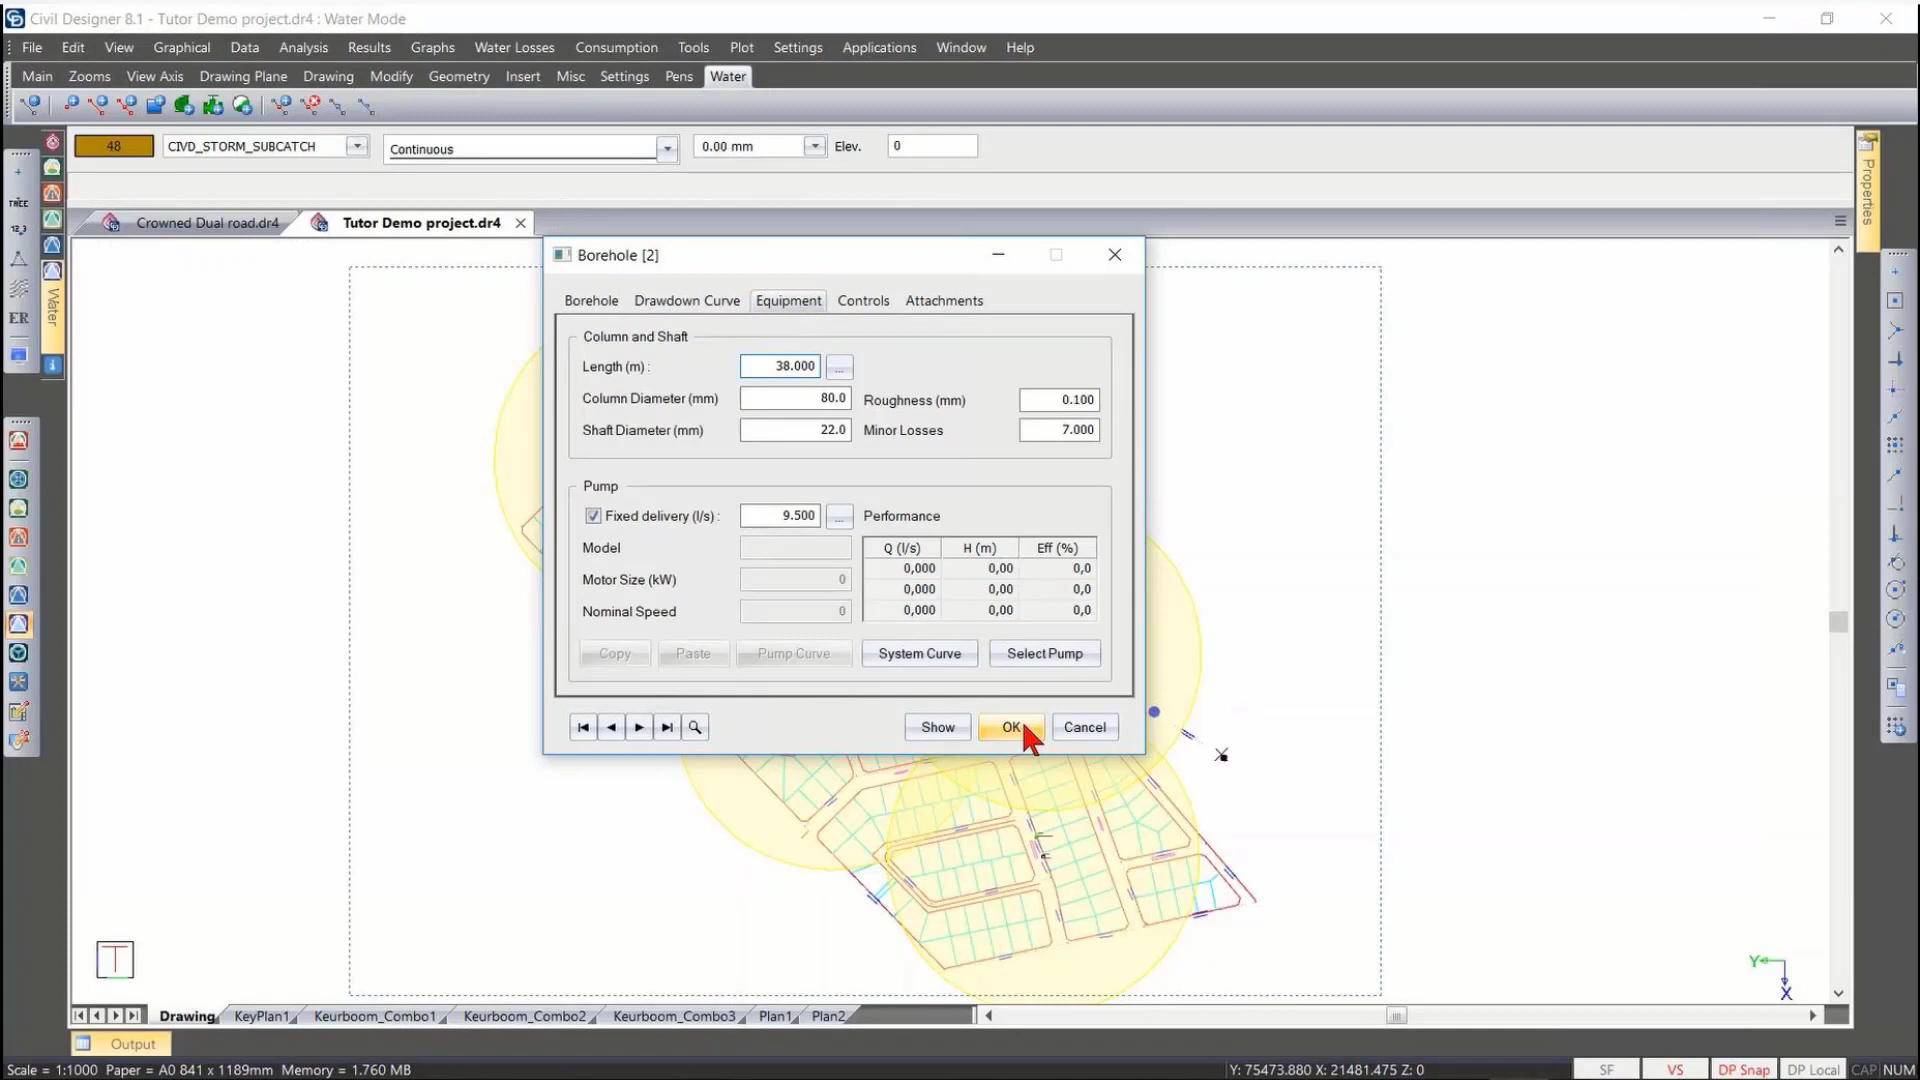 Civil Designer 8.1 - Tutor Demo project.dr4 : Water Mode
File Edit View Graphical Data Analysis Results Graphs Water Losses Consumption Tools Plot Settings Applications Window Help
Main Zooms View Axis Drawing Plane Drawing Modify Geometry Insert Misc Settings Pens Water
48 CIVD_STORM_SUBCATCH Continuous 0.00 mm Elev. 0
Properties
Crowned Dual road.dr4 Tutor Demo project.dr4
TREE
12.3
ER
Water
Borehole [2]
Borehole Drawdown Curve Equipment Controls Attachments
Column and Shaft
Length (m) : 38.000 ...
Column Diameter (mm) 80.0 Roughness (mm) 0.100
Shaft Diameter (mm) 22.0 Minor Losses 7.000
Pump
Fixed delivery (l/s) : 9.500 ... Performance
Model Q (l/s) H (m) Eff (%)
0,000 0,00 0,0
Motor Size (kW) 0 0,000 0,00 0,0
Nominal Speed 0 0,000 0,00 0,0
Copy Paste Pump Curve System Curve Select Pump
Show OK Cancel
T
Y
X
Drawing KeyPlan1 Keurboom_Combo1 Keurboom_Combo2 Keurboom_Combo3 Plan1 Plan2
Output
Scale = 1:1000 Paper = A0 841 x 1189mm Memory = 1.760 MB Y: 75473.880 X: 21481.475 Z: 0 SF VS DP Snap DP Local CAP NUM